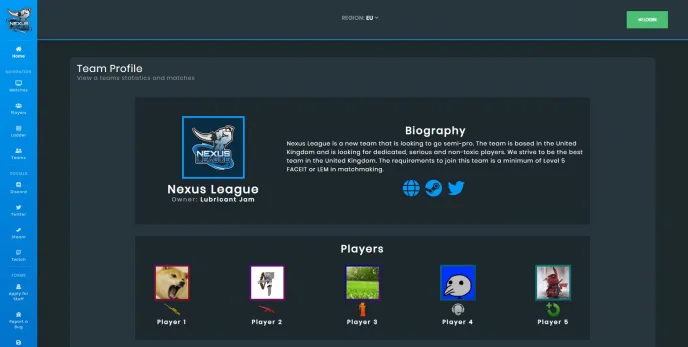 NEXUS
LEAGUE
REGION: EU
LOGIN
Home
NAVIGATION
Matches
Players
Ladder
Teams
SOCIALS
Discord
Twitter
Steam
Twitch
FORMS
Apply for
Staff
Report a
Bug
Team Profile
View a teams statistics and matches
NEXUS
LEAGUE
Nexus League
Owner: Lubricant Jam
Biography
Nexus League is a new team that is looking to go semi-pro. The team is based in the United
Kingdom and is looking for dedicated, serious and non-toxic players. We strive to be the best
team in the United Kingdom. The requirements to join this team is a minimum of Level 5
FACEIT or LEM in matchmaking.
Players
Player 1
Player 2
Player 3
Player 4
Player 5